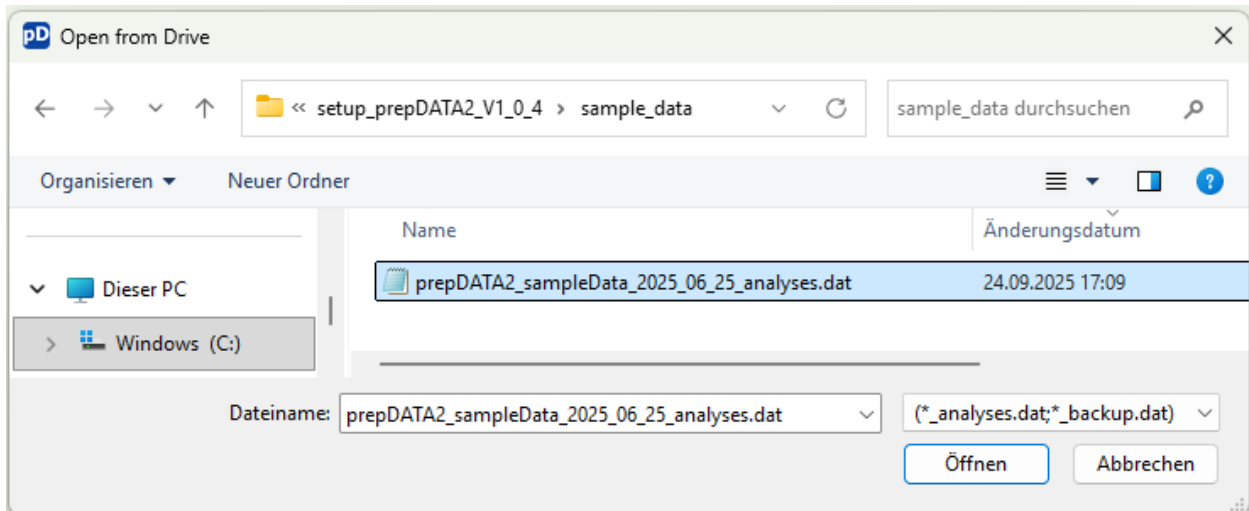 pD Open from Drive
« setup_prepDATA2_V1_0_4 > sample_data
sample_data durchsuchen
Organisieren Neuer Ordner
?
Name Änderungsdatum
prepDATA2_sampleData_2025_06_25_analyses.dat 24.09.2025 17:09
Dieser PC
Windows (C:)
Dateiname: prepDATA2_sampleData_2025_06_25_analyses.dat (*_analyses.dat;*_backup.dat)
Öffnen Abbrechen